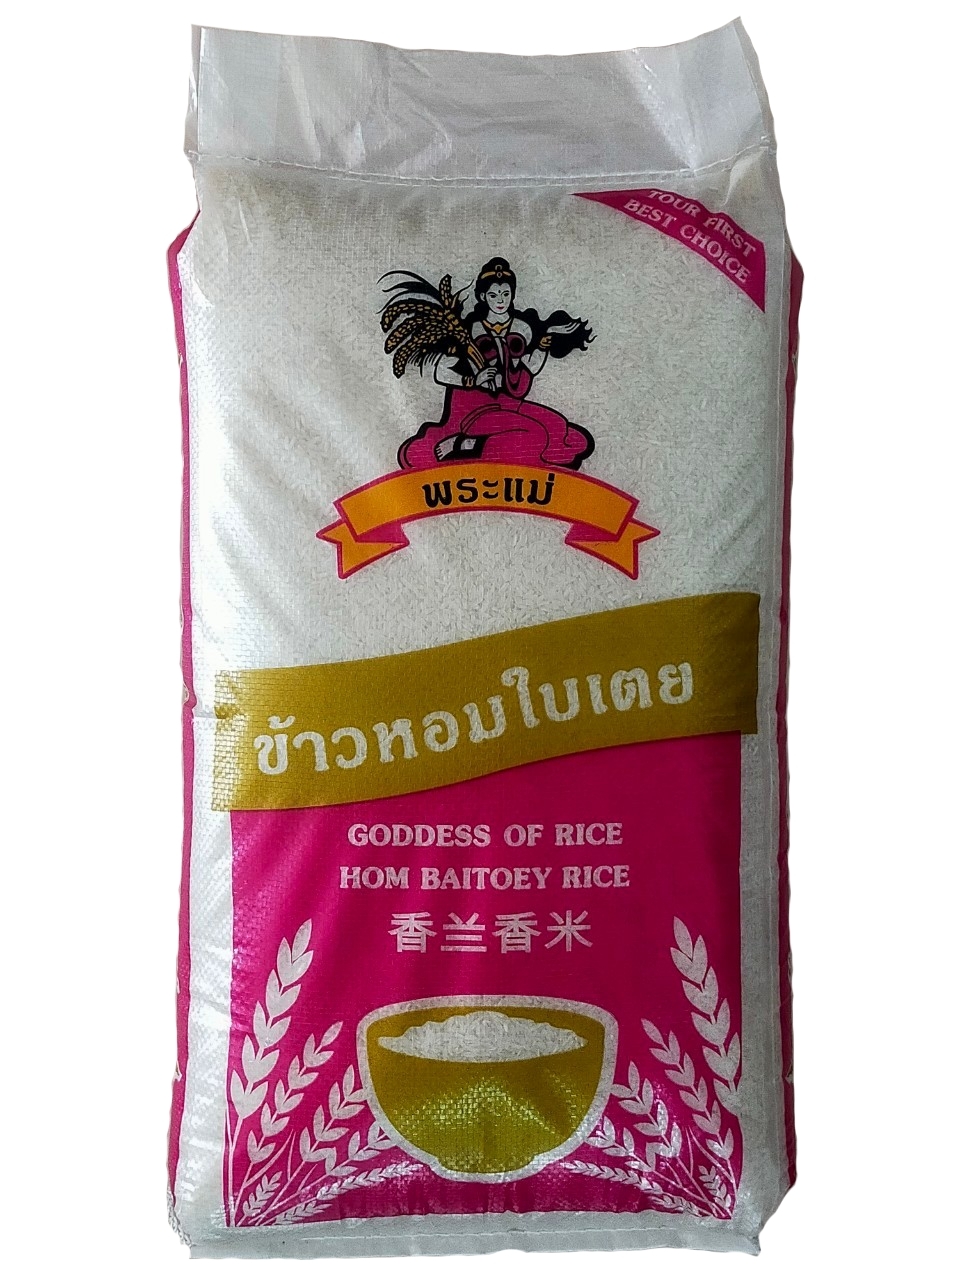 TOUR FIRST
BEST CHOICE
พระแม่
ข้าวหอมใบเตย
GODDESS OF RICE
HOM BAITOEY RICE
香兰香米